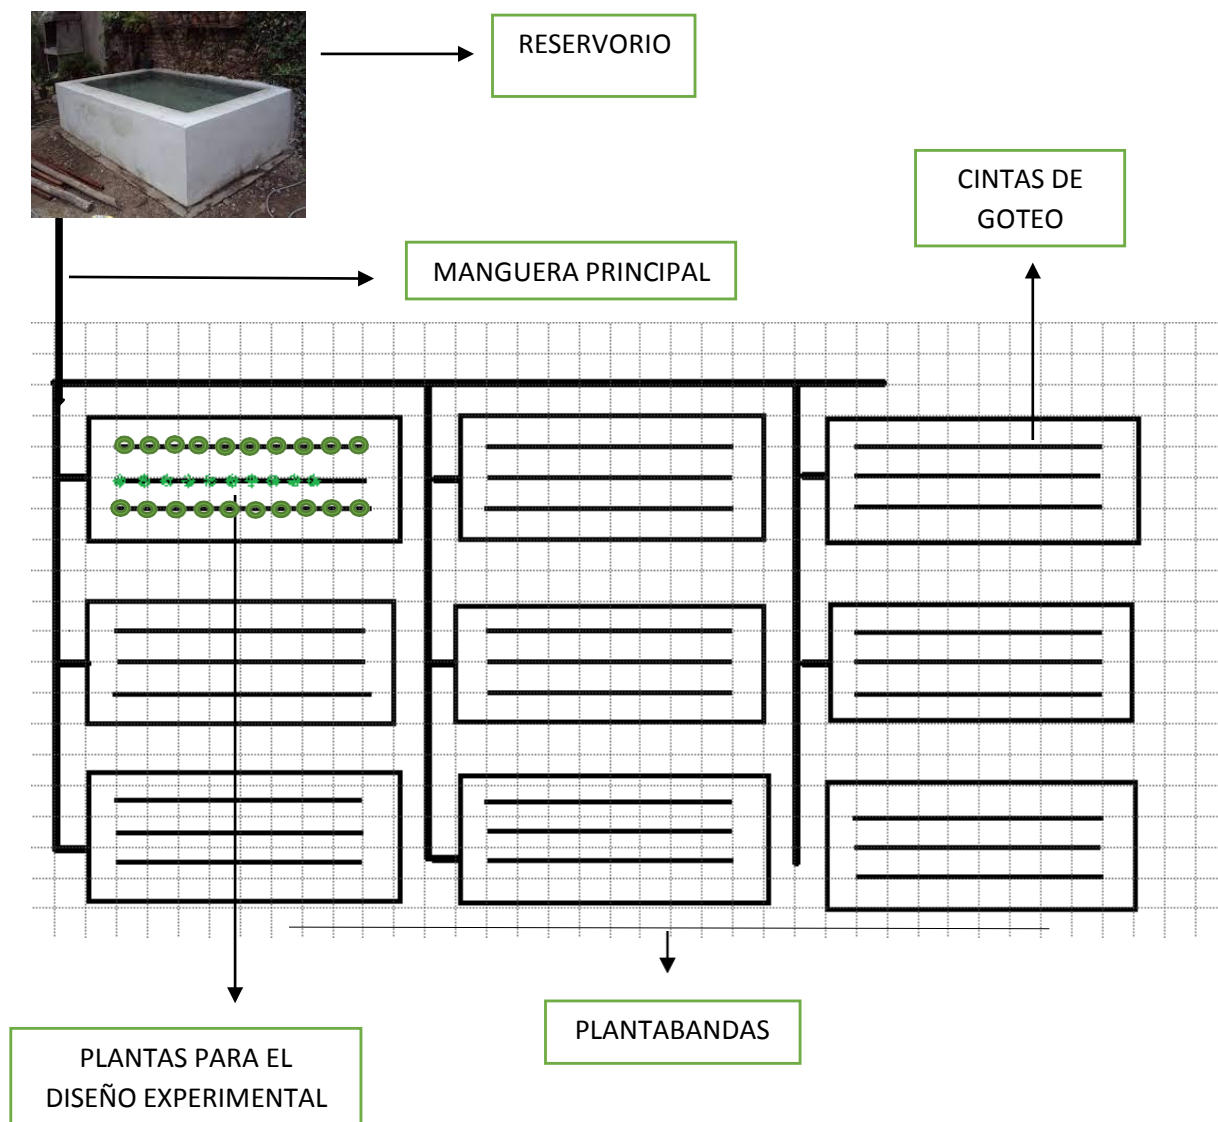 RESERVORIO
CINTAS DE
GOTEO
MANGUERA PRINCIPAL
PLANTABANDAS
PLANTAS PARA EL
DISEÑO EXPERIMENTAL